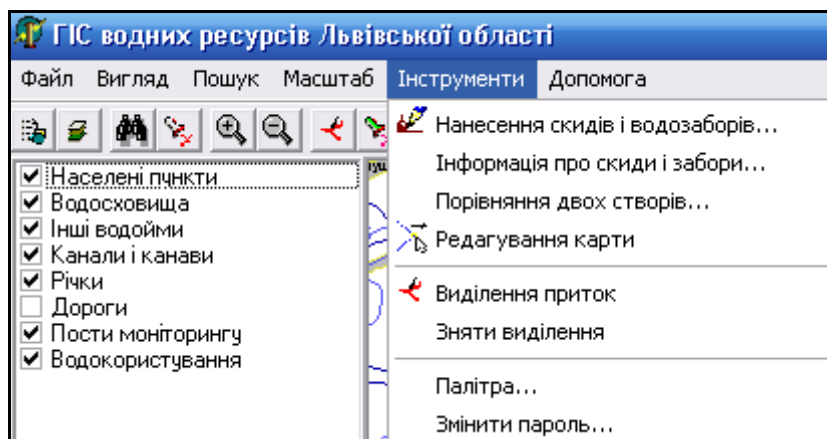 ГІС водних ресурсів Львівської області
Файл Вигляд Пошук Масштаб Інструменти Допомога
Нанесення скидів і водозаборів...
Інформація про скиди і забори...
Порівняння двох створів...
Редагування карти
Виділення приток
Зняти виділення
Палітра...
Змінити пароль...
Населені пункти
Водосховища
Інші водойми
Канали і канави
Річки
Дороги
Пости моніторингу
Водокористування